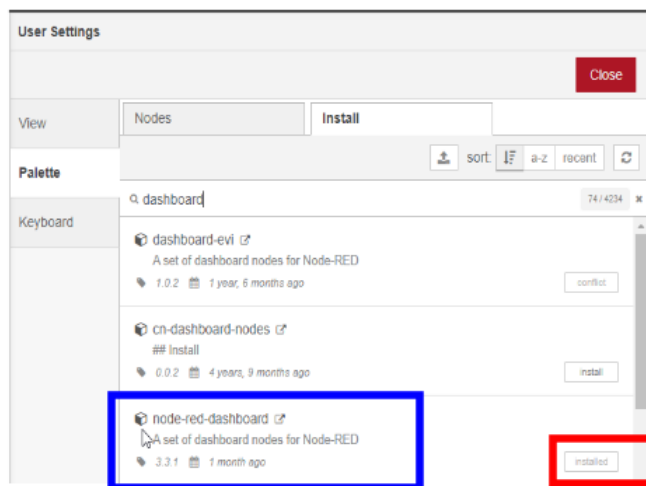 User Settings
Close
View
Nodes
Install
sort: a-z recent
Palette
dashboard
74 / 4234 ×
Keyboard
dashboard-evi
A set of dashboard nodes for Node-RED
1.0.2 1 year, 6 months ago
conflict
cn-dashboard-nodes
## Install
0.0.2 4 years, 9 months ago
install
node-red-dashboard
A set of dashboard nodes for Node-RED
3.3.1 1 month ago
installed